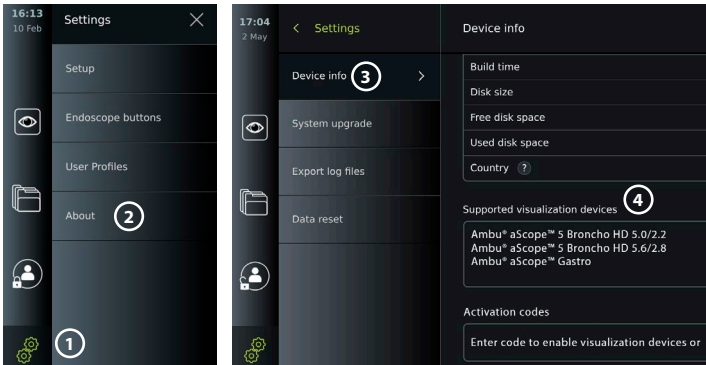 16:13
10 Feb
Settings
Setup
Endoscope buttons
User Profiles
About
2
1
17:04
2 May
Settings
Device info
3
System upgrade
Export log files
Data reset
Device info
Build time
Disk size
Free disk space
Used disk space
Country ?
4
Supported visualization devices
Ambu® aScope™ 5 Broncho HD 5.0/2.2
Ambu® aScope™ 5 Broncho HD 5.6/2.8
Ambu® aScope™ Gastro
Activation codes
Enter code to enable visualization devices or